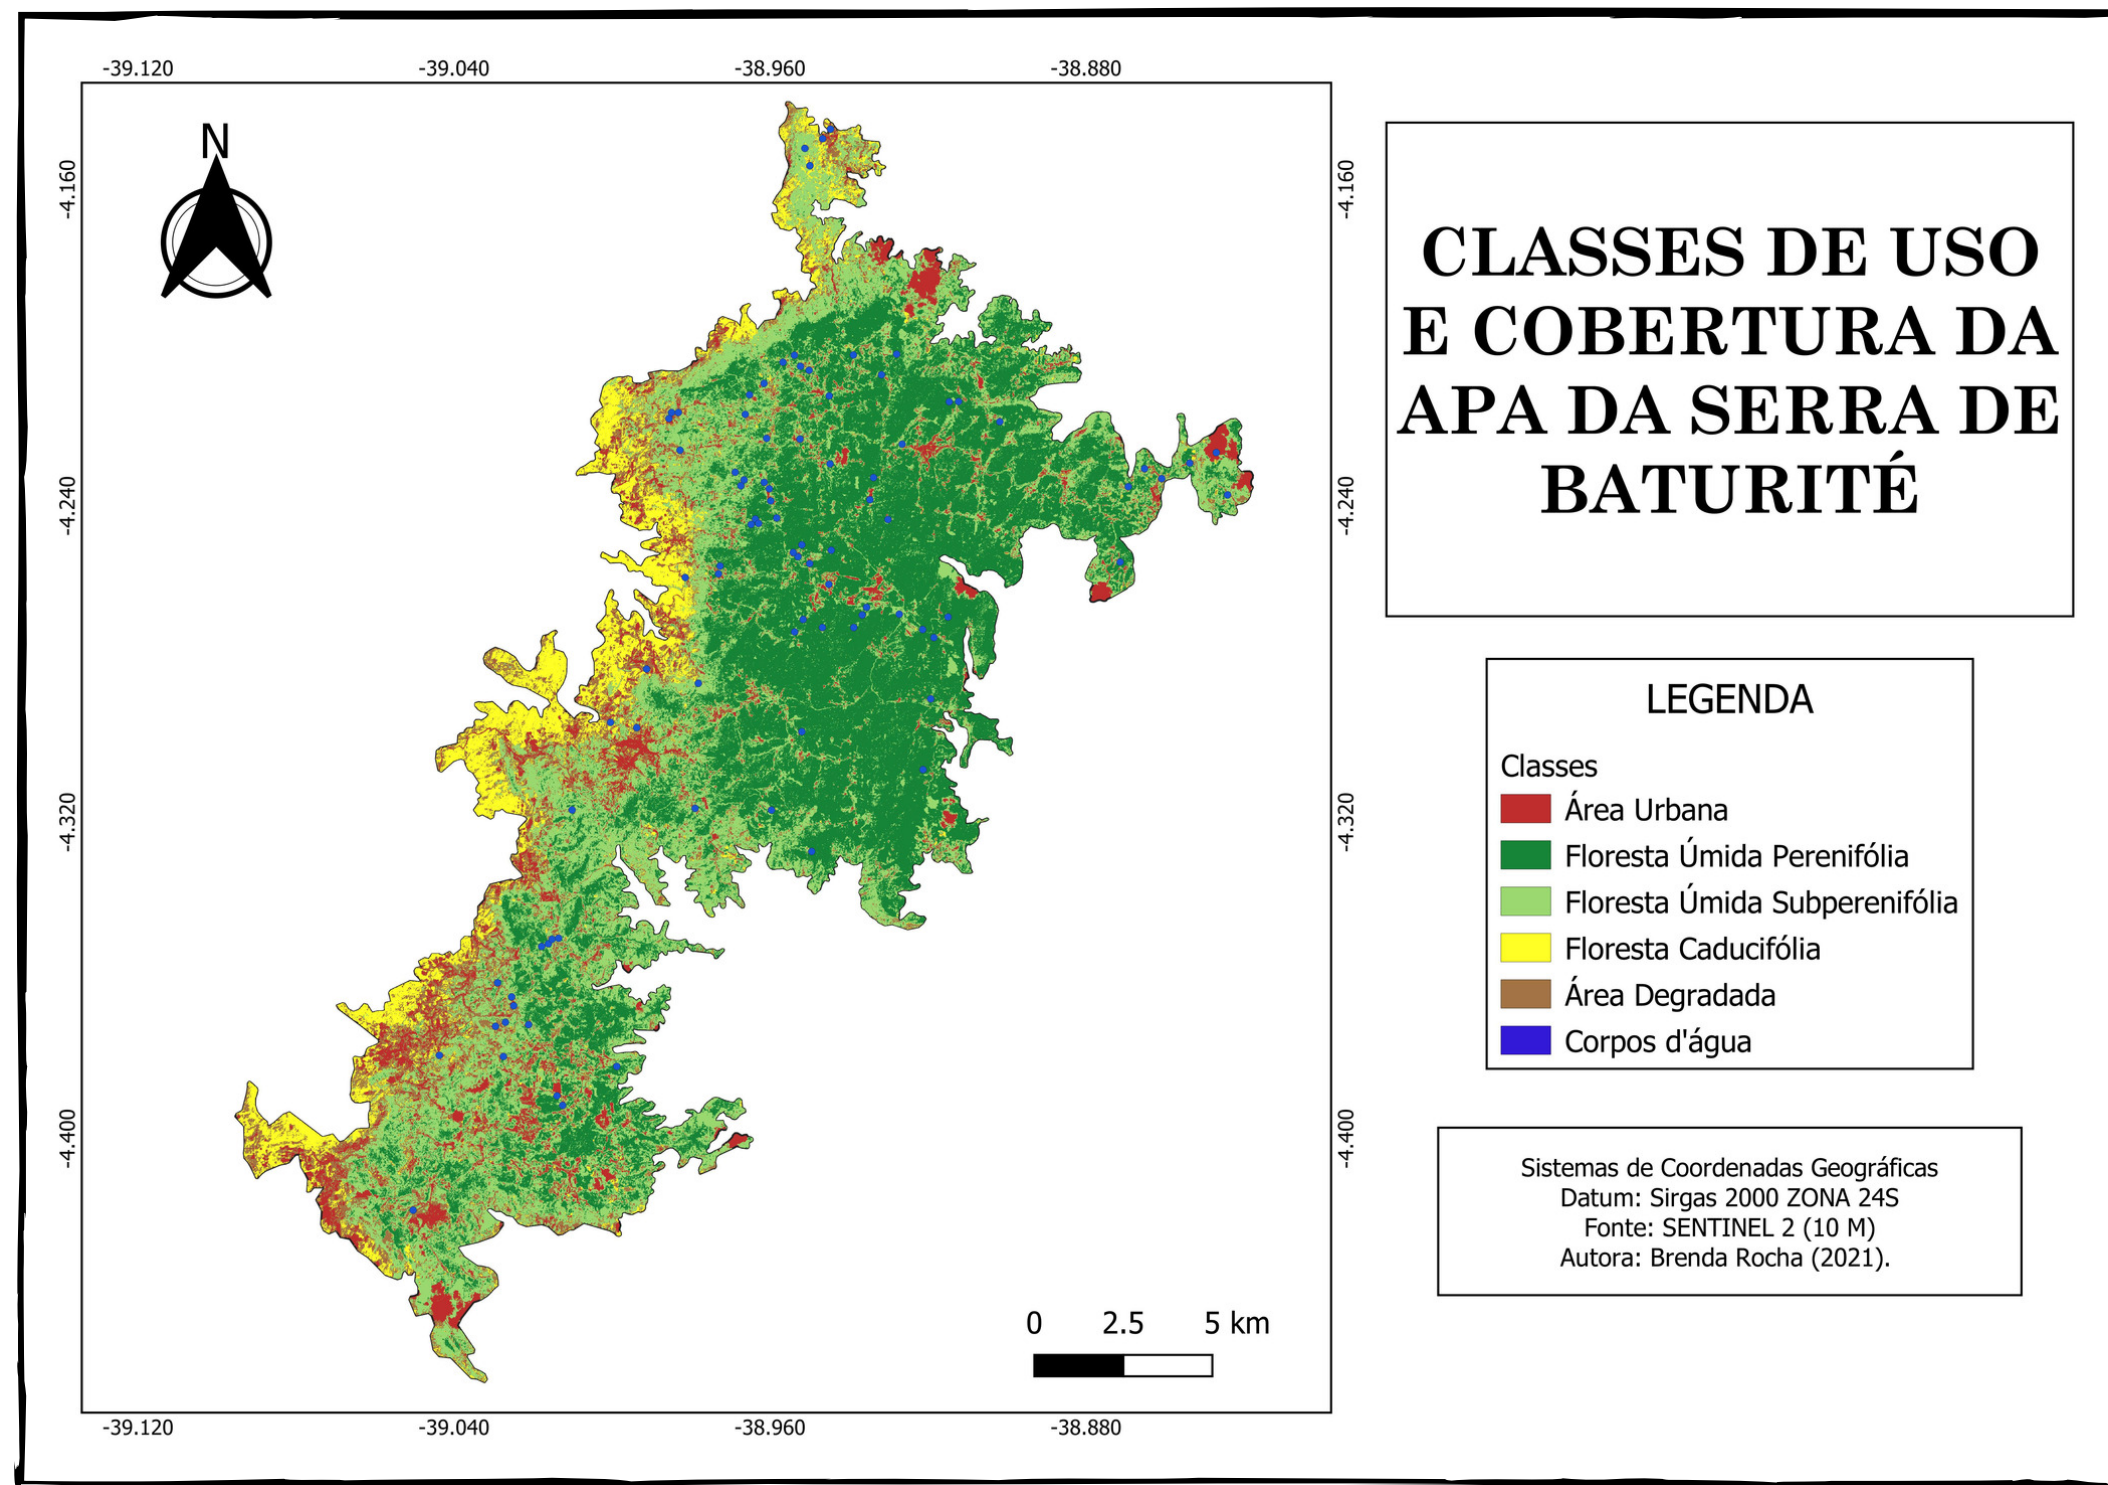 -39.120 -39.040 -38.960 -38.880
N
-4.160 -4.160
-4.240 -4.240
-4.320 -4.320
-4.400 -4.400
0 2.5 5 km
-39.120 -39.040 -38.960 -38.880
CLASSES DE USO
E COBERTURA DA
APA DA SERRA DE
BATURITÉ
LEGENDA
Classes
Área Urbana
Floresta Úmida Perenifólia
Floresta Úmida Subperenifólia
Floresta Caducifólia
Área Degradada
Corpos d'água
Sistemas de Coordenadas Geográficas
Datum: Sirgas 2000 ZONA 24S
Fonte: SENTINEL 2 (10 M)
Autora: Brenda Rocha (2021).